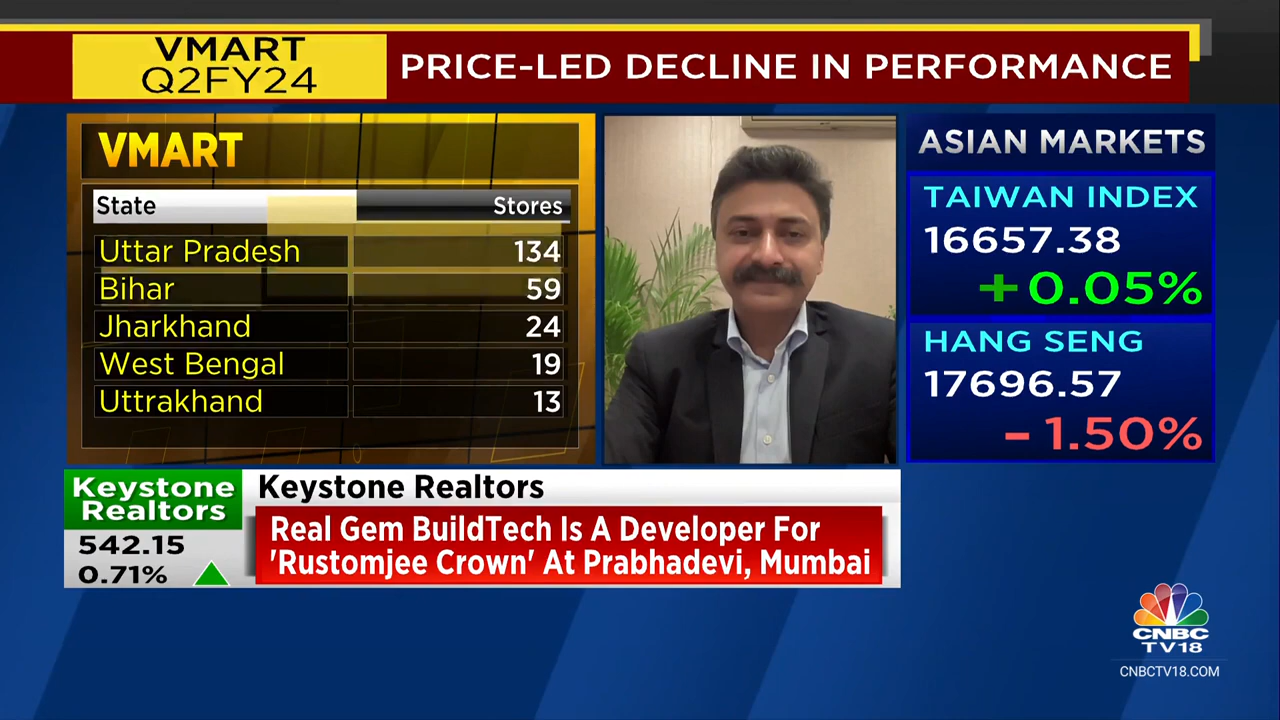 VMART
Q2FY24
PRICE-LED DECLINE IN PERFORMANCE
VMART
State Stores
Uttar Pradesh 134
Bihar 59
Jharkhand 24
West Bengal 19
Uttrakhand 13
ASIAN MARKETS
TAIWAN INDEX
16657.38
+0.05%
HANG SENG
17696.57
-1.50%
Keystone
Realtors
542.15
0.71%
Keystone Realtors
Real Gem BuildTech Is A Developer For
'Rustomjee Crown' At Prabhadevi, Mumbai
CNBC
TV18
CNBCTV18.COM